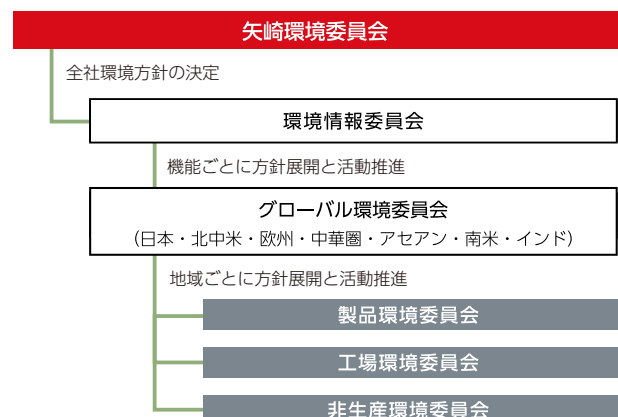 矢崎環境委員会
全社環境方針の決定
環境情報委員会
機能ごとに方針展開と活動推進
グローバル環境委員会
（日本・北中米・欧州・中華圏・アセアン・南米・インド）
地域ごとに方針展開と活動推進
製品環境委員会
工場環境委員会
非生産環境委員会